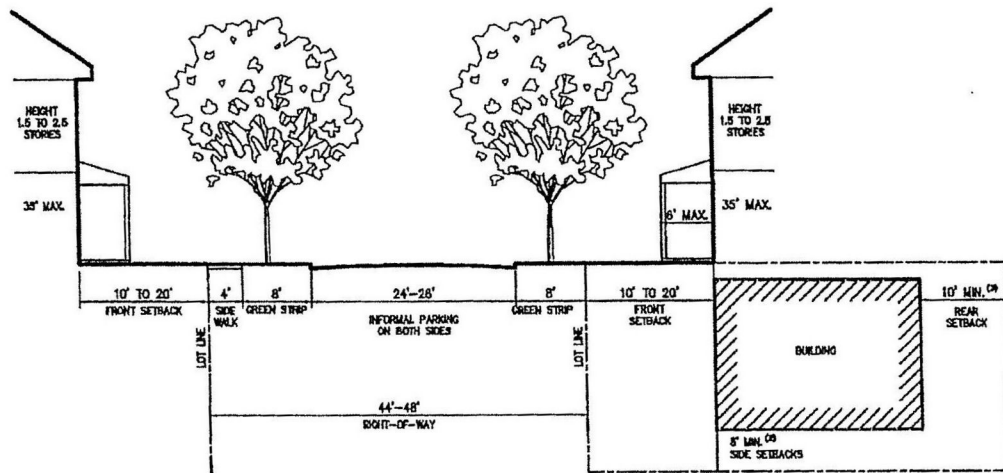 HEIGHT
1.5 TO 2.5
STORIES
HEIGHT
1.5 TO 2.5
STORIES
35' MAX.
6' MAX.
35' MAX.
10' TO 20'
FRONT SETBACK
4'
SIDE
WALK
8'
GREEN STRIP
24'-28'
INFORMAL PARKING
ON BOTH SIDES
8'
GREEN STRIP
10' TO 20'
FRONT
SETBACK
10' MIN.
REAR
SETBACK
LOT LINE
LOT LINE
BUILDING
44'-48'
RIGHT-OF-WAY
8' MIN.
SIDE SETBACKS